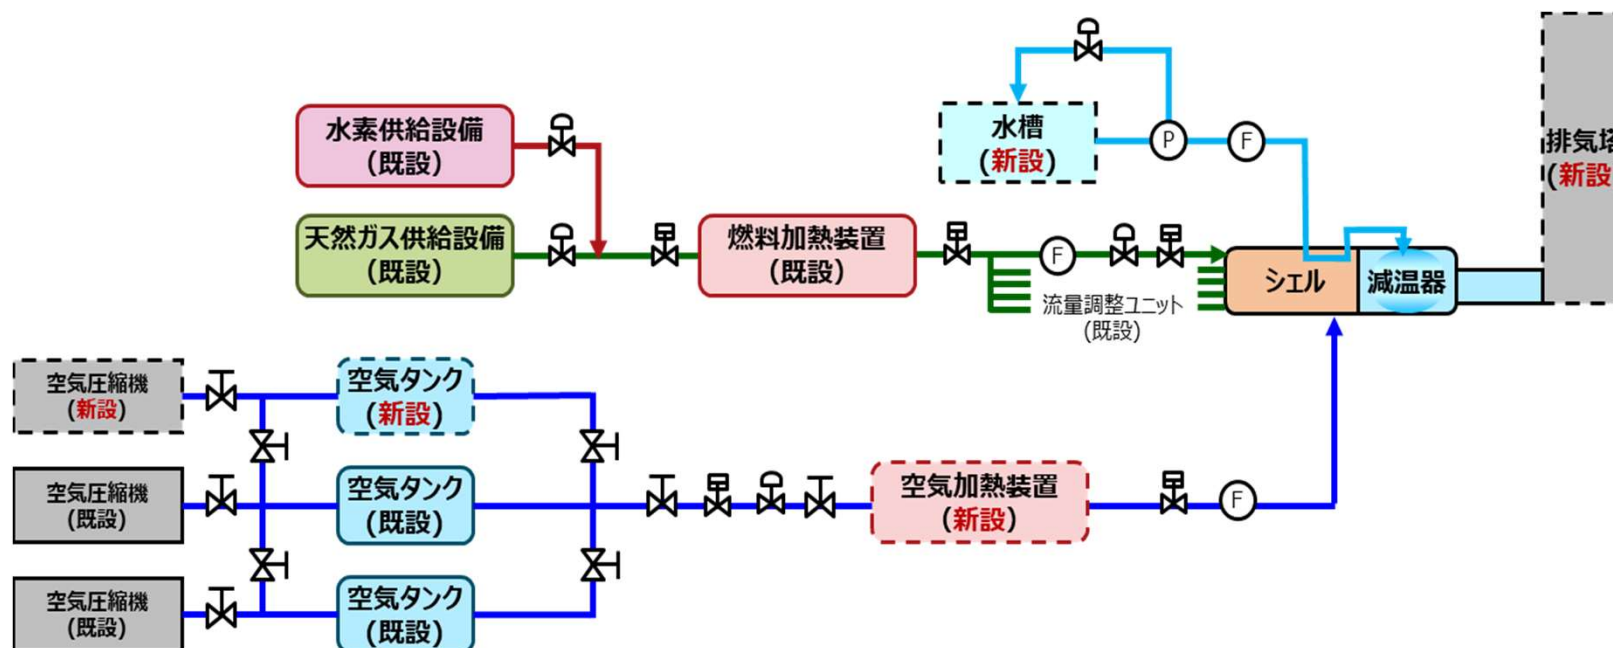 水素供給設備
(既設)
天然ガス供給設備
(既設)
燃料加熱装置
(既設)
水槽
(新設)
P
F
排気塔
(新設
F
流量調整ユニット
(既設)
シェル
減温器
空気圧縮機
(新設)
空気タンク
(新設)
空気圧縮機
(既設)
空気タンク
(既設)
空気加熱装置
(新設)
F
空気圧縮機
(既設)
空気タンク
(既設)